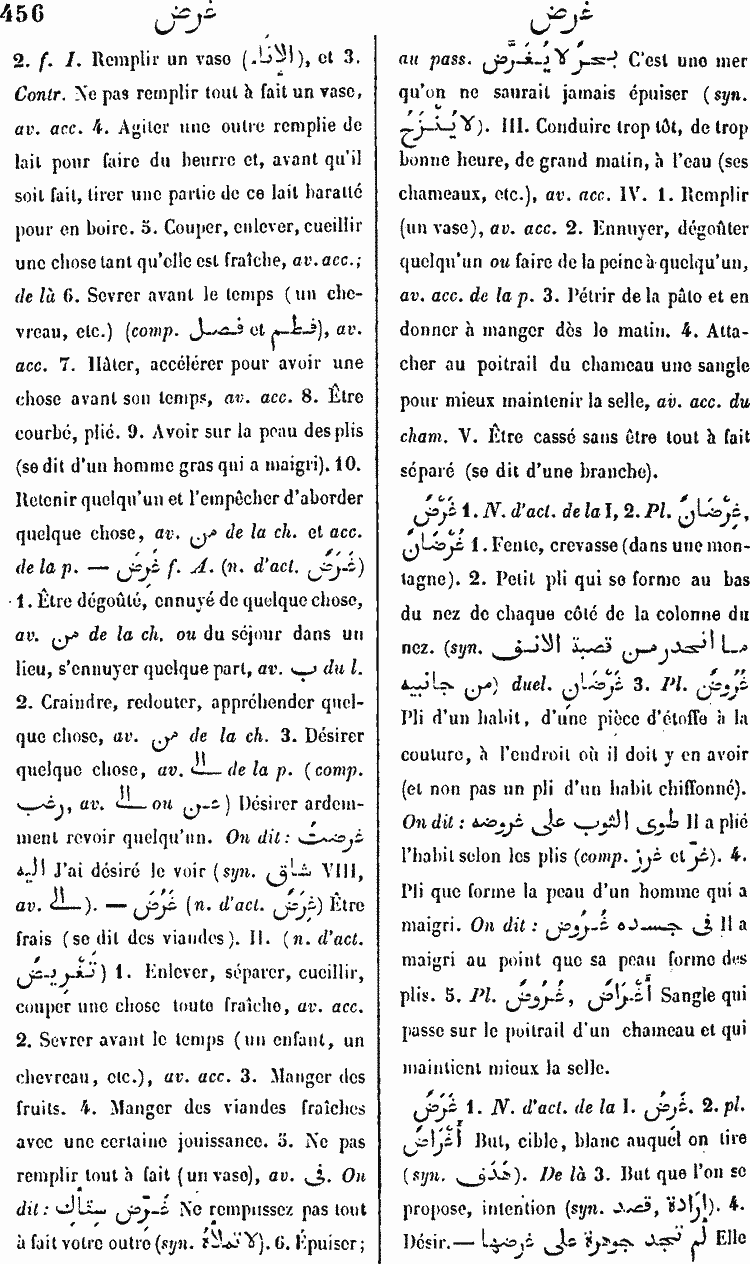 456 غرض غرض
2. f. I. Remplir un vase (الإناء), et 3.
Contr. Ne pas remplir tout à fait un vase,
av. acc. 4. Agiter une outre remplie de
lait pour faire du beurre et, avant qu'il
soit fait, tirer une partie de ce lait baratté
pour en boire. 5. Couper, enlever, cueillir
une chose tant qu'elle est fraîche, av. acc.;
de là 6. Sevrer avant le temps (un che-
vreau, etc.) (comp. فصل et فطم), av.
acc. 7. Hâter, accélérer pour avoir une
chose avant son temps, av. acc. 8. Être
courbé, plié. 9. Avoir sur la peau des plis
(se dit d'un homme gras qui a maigri). 10.
Retenir quelqu'un et l'empêcher d'aborder
quelque chose, av. من de la ch. et acc.
de la p. — غَرِضَ f. A. (n. d'act. غَرَضٌ)
1. Être dégoûté, ennuyé de quelque chose,
av. من de la ch. ou du séjour dans un
lieu, s'ennuyer quelque part, av. ب du l.
2. Craindre, redouter, appréhender quel-
que chose, av. من de la ch. 3. Désirer
quelque chose, av. الى de la p. (comp.
رغب, av. الى ou عن) Désirer ardem-
ment revoir quelqu'un. On dit: غرضتُ
اليه J'ai désiré le voir (syn. شاق VIII,
av. الى). — غَرُضَ (n. d'act. غِرَضٌ) Être
frais (se dit des viandes). II. (n. d'act.
تَغْرِيضٌ) 1. Enlever, séparer, cueillir,
couper une chose toute fraîche, av. acc.
2. Sevrer avant le temps (un enfant, un
chevreau, etc.), av. acc. 3. Manger des
fruits. 4. Manger des viandes fraîches
avec une certaine jouissance. 5. Ne pas
remplir tout à fait (un vase), av. فى. On
dit: غَرِّض سقاك Ne rempissez pas tout
à fait votre outre (syn. لا تملأهُ). 6. Épuiser;
au pass. بحرٌ لا يُغَرَّض C'est une mer
qu'on ne saurait jamais épuiser (syn.
لا يُنْزَح). III. Conduire trop tôt, de trop
bonne heure, de grand matin, à l'eau (ses
chameaux, etc.), av. acc. IV. 1. Remplir
(un vase), av. acc. 2. Ennuyer, dégoûter
quelqu'un ou faire de la peine à quelqu'un,
av. acc. de la p. 3. Pétrir de la pâte et en
donner à manger dès le matin. 4. Atta-
cher au poitrail du chameau une sangle
pour mieux maintenir la selle, av. acc. du
cham. V. Être cassé sans être tout à fait
séparé (se dit d'une branche).
غَرْضٌ 1. N. d'act. de la I, 2. Pl. غِرْضَانٌ,
غُرْضَانٌ 1. Fente, crevasse (dans une mon-
tagne). 2. Petit pli qui se forme au bas
du nez de chaque côté de la colonne du
nez. (syn. ما انحدر من قصبة الانف
من جانبيه) duel. غَرْضَانِ 3. Pl. غُرُوضٌ
Pli d'un habit, d'une pièce d'étoffe à la
couture, à l'endroit où il doit y en avoir
(et non pas un pli d'un habit chiffonné).
On dit: طوى الثوب على غروضه Il a plié
l'habit selon les plis (comp. غرز et غَرّ). 4.
Pli que forme la peau d'un homme qui a
maigri. On dit: فى جسده غُرُوض Il a
maigri au point que sa peau forme des
plis. 5. Pl. غُرُوضٌ, أَغْرَاضٌ Sangle qui
passe sur le poitrail d'un chameau et qui
maintient mieux la selle.
غَرَضٌ 1. N. d'act. de la I. غَرِضَ. 2. pl.
أَغْرَاضٌ But, cible, blanc auquel on tire
(syn. هَدَف). De là 3. But que l'on se
propose, intention (syn. قصد, إِرَادَة). 4.
Désir. — لم تجد جوهرة على غرضها Elle